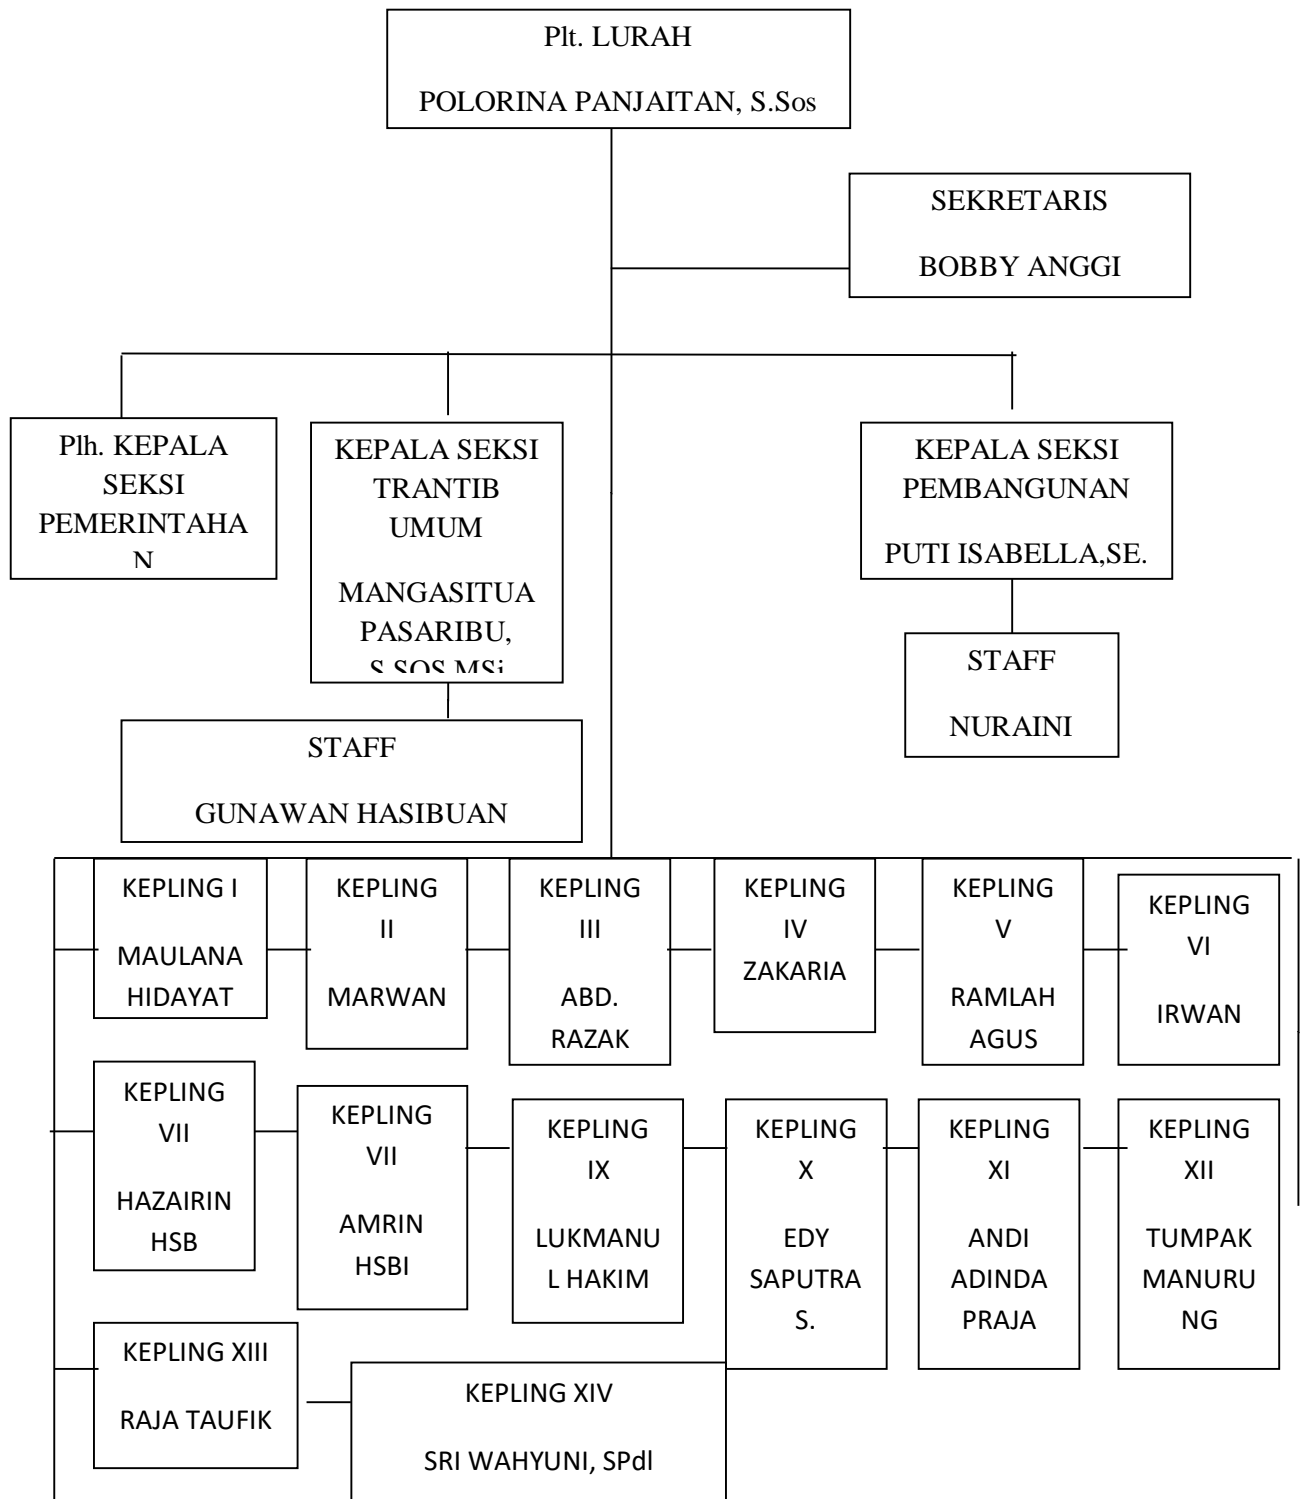 Plt. LURAH
POLORINA PANJAITAN, S.Sos
SEKRETARIS
BOBBY ANGGI
Plh. KEPALA
SEKSI
PEMERINTAHA
N
KEPALA SEKSI
TRANTIB
UMUM
MANGASITUA
PASARIBU,
S.SOS.MSi
KEPALA SEKSI
PEMBANGUNAN
PUTI ISABELLA,SE.
STAFF
NURAINI
STAFF
GUNAWAN HASIBUAN
KEPLING I
MAULANA
HIDAYAT
KEPLING
II
MARWAN
KEPLING
III
ABD.
RAZAK
KEPLING
IV
ZAKARIA
KEPLING
V
RAMLAH
AGUS
KEPLING
VI
IRWAN
KEPLING
VII
HAZAIRIN
HSB
KEPLING
VII
AMRIN
HSBI
KEPLING
IX
LUKMANU
L HAKIM
KEPLING
X
EDY
SAPUTRA
S.
KEPLING
XI
ANDI
ADINDA
PRAJA
KEPLING
XII
TUMPAK
MANURU
NG
KEPLING XIII
RAJA TAUFIK
KEPLING XIV
SRI WAHYUNI, SPdl